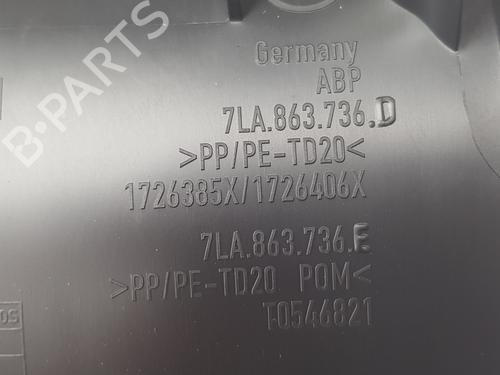 B·PARTS
Germany
ABP
7LA.863.736.D
>PP/PE-TD20<
1726385X/1726406X
7LA.863.736.E
>PP/PE-TD20 POM<
T0546821